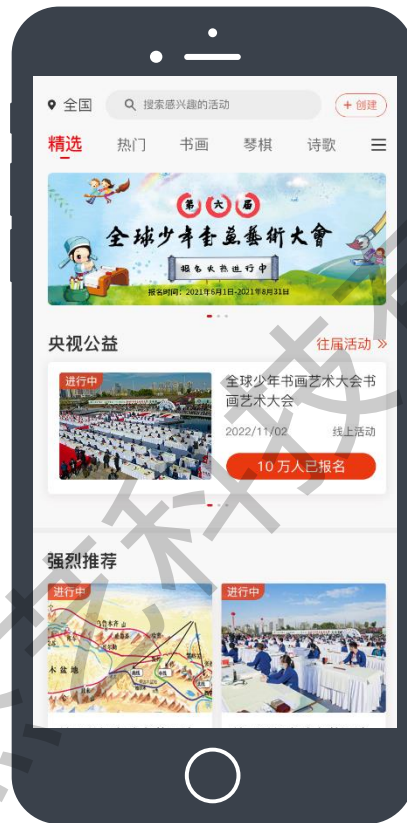 全国
搜索感兴趣的活动
+ 创建
精选 热门 书画 琴棋 诗歌
第六届
全球少年书画艺术大会
报名火热进行中
报名时间：2021年6月1日-2021年8月31日
央视公益
往届活动
进行中
全球少年书画艺术大会书
画艺术大会
2022/11/02 线上活动
10 万人已报名
强烈推荐
进行中 进行中
木盆地